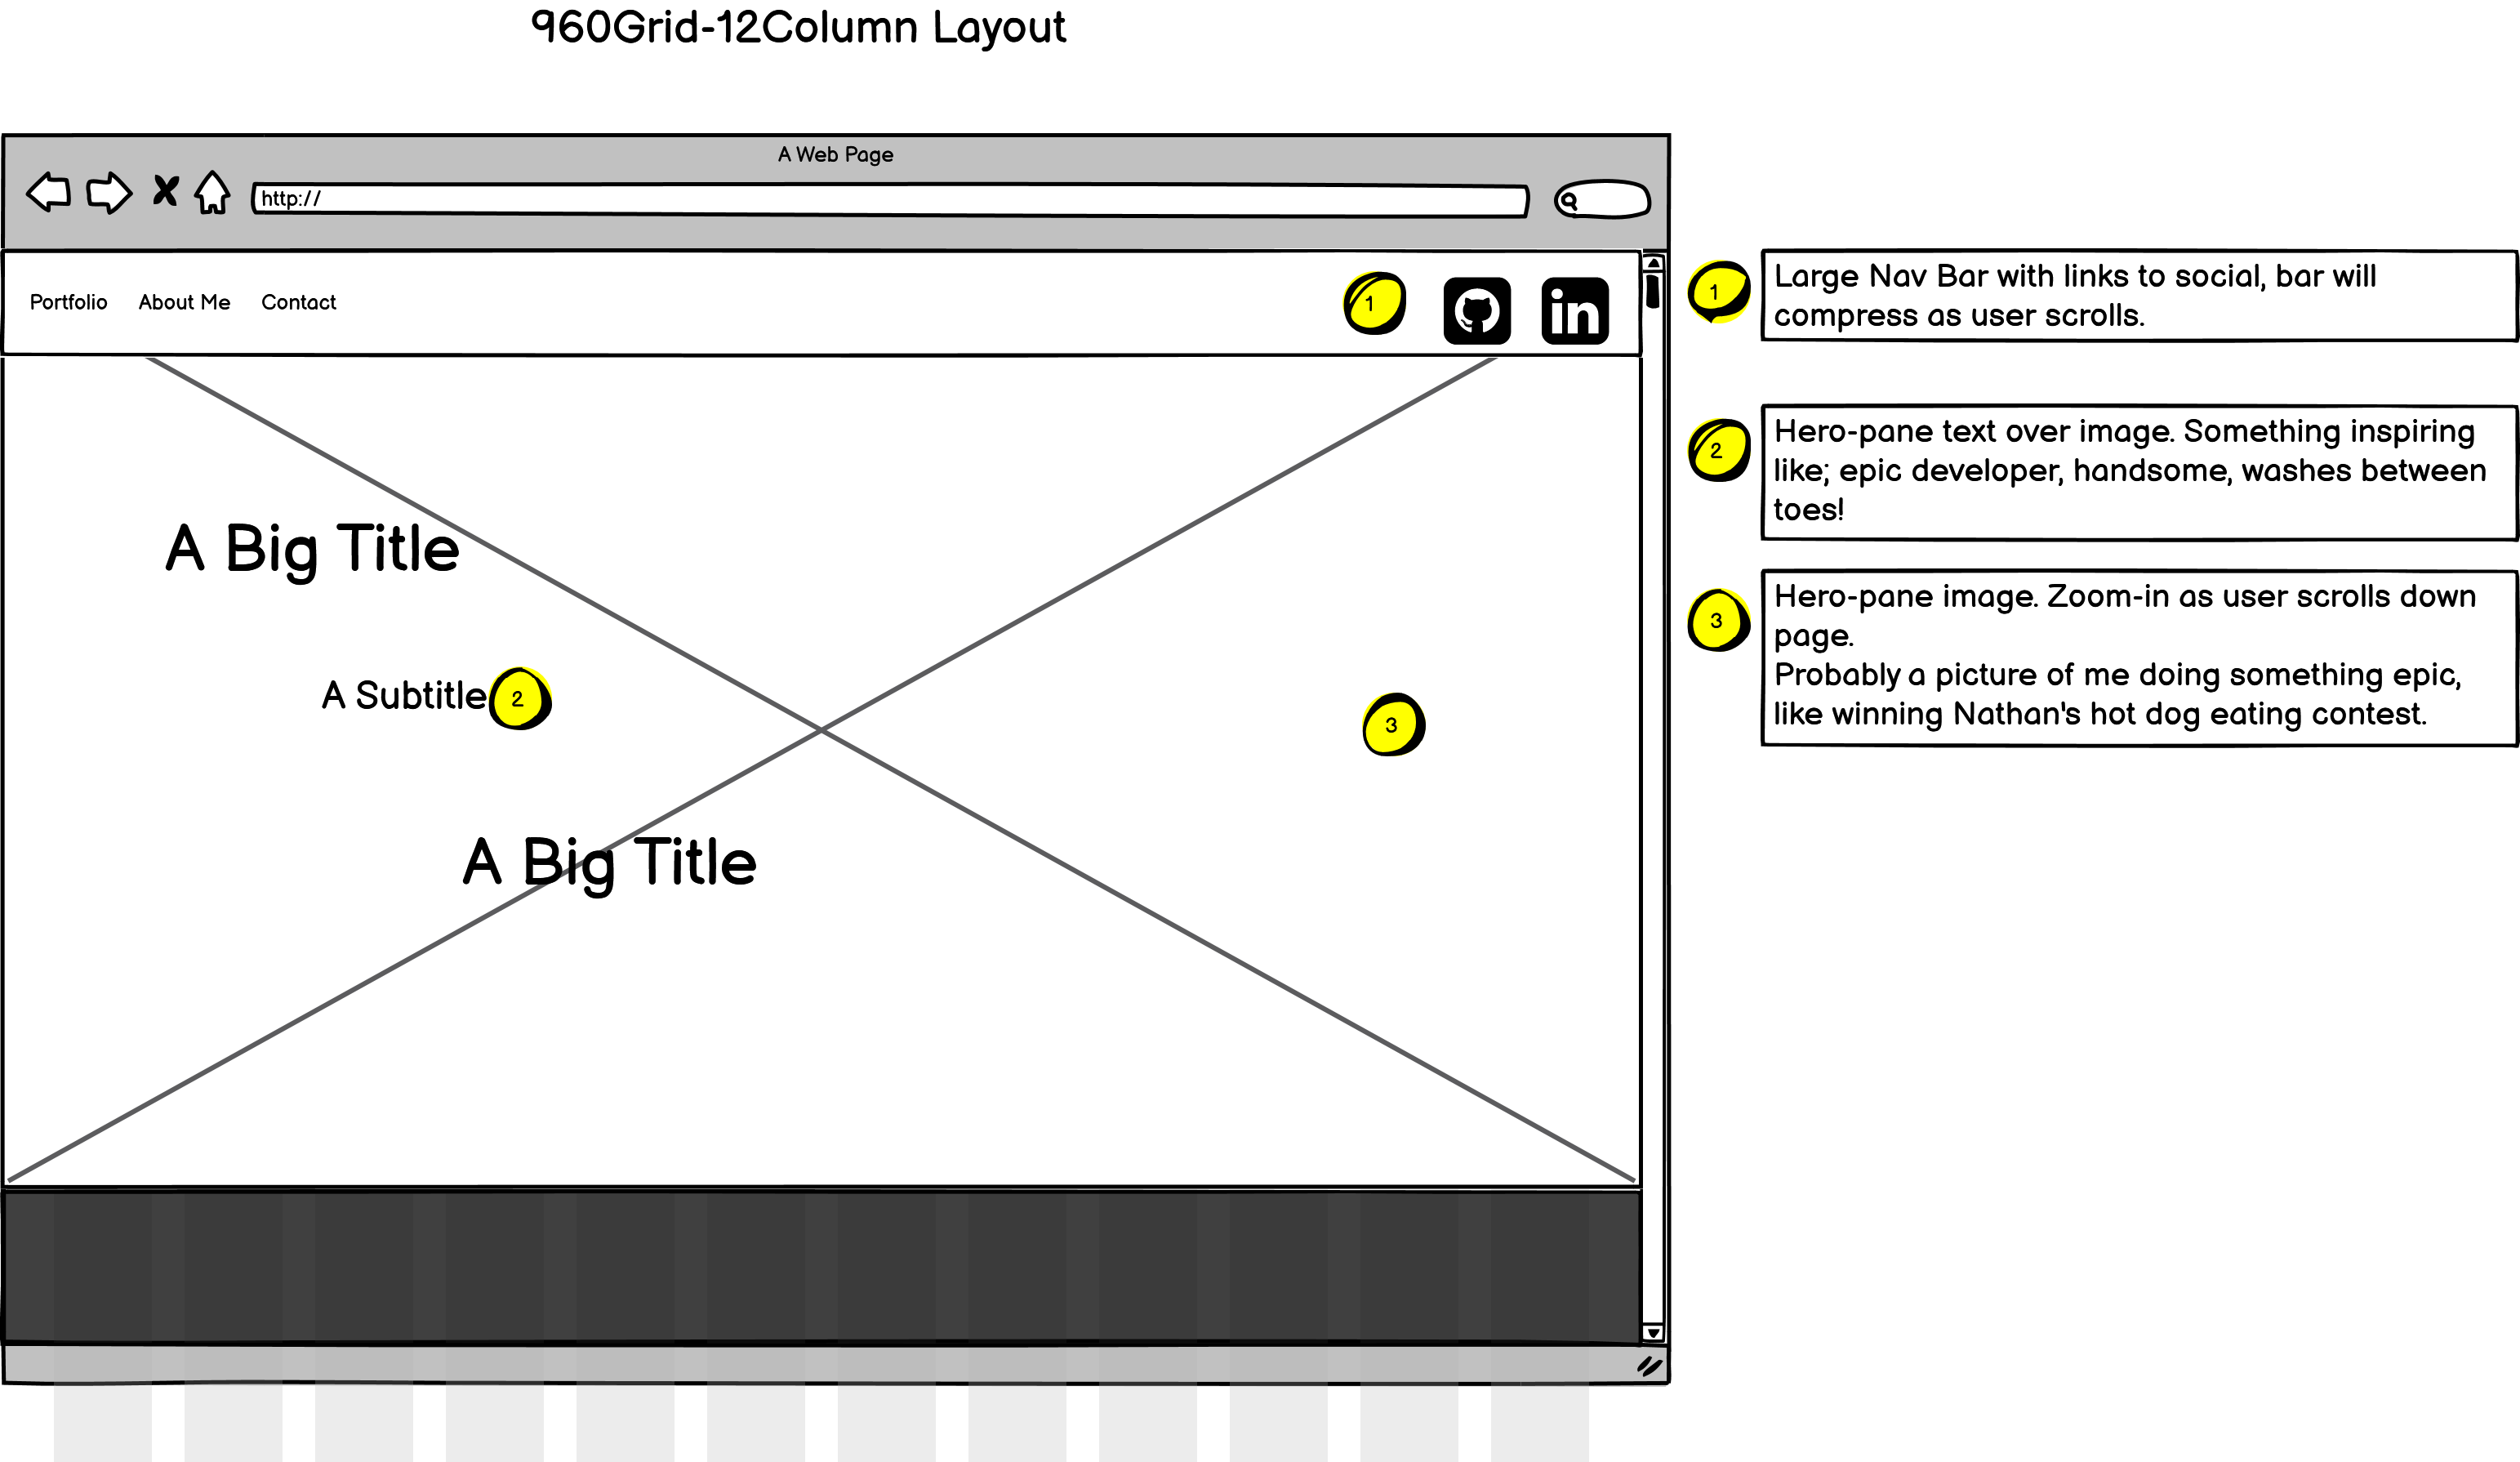 960Grid-12Column Layout
A Web Page
http://
Portfolio About Me Contact
1
in
A Big Title
A Subtitle
2
3
A Big Title
1
Large Nav Bar with links to social, bar will
compress as user scrolls.
2
Hero-pane text over image. Something inspiring
like; epic developer, handsome, washes between
toes!
3
Hero-pane image. Zoom-in as user scrolls down
page.
Probably a picture of me doing something epic,
like winning Nathan's hot dog eating contest.